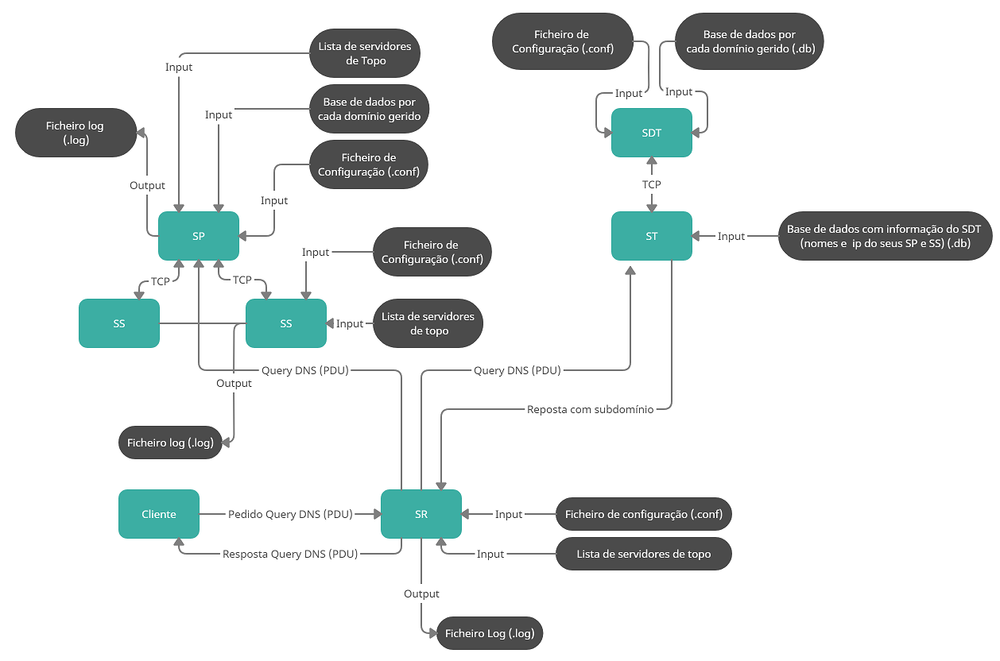 Ficheiro de
Configuração (.conf)
Base de dados por
cada domínio gerido (.db)
Lista de servidores
de Topo
Input
Input
Input
Base de dados por
cada domínio gerido
Input
Ficheiro log
(.log)
SDT
Ficheiro de
Configuração (.conf)
Output
TCP
Input
SP
ST
Input
Base de dados com informação do SDT
(nomes e ip do seus SP e SS) (.db)
Input
Ficheiro de
Configuração (.conf)
TCP
TCP
SS
SS
Input
Lista de servidores
de topo
Query DNS (PDU)
Query DNS (PDU)
Output
Reposta com subdomínio
Ficheiro log (.log)
Cliente
Pedido Query DNS (PDU)
SR
Input
Ficheiro de configuração (.conf)
Resposta Query DNS (PDU)
Input
Lista de servidores de topo
Output
Ficheiro Log (.log)